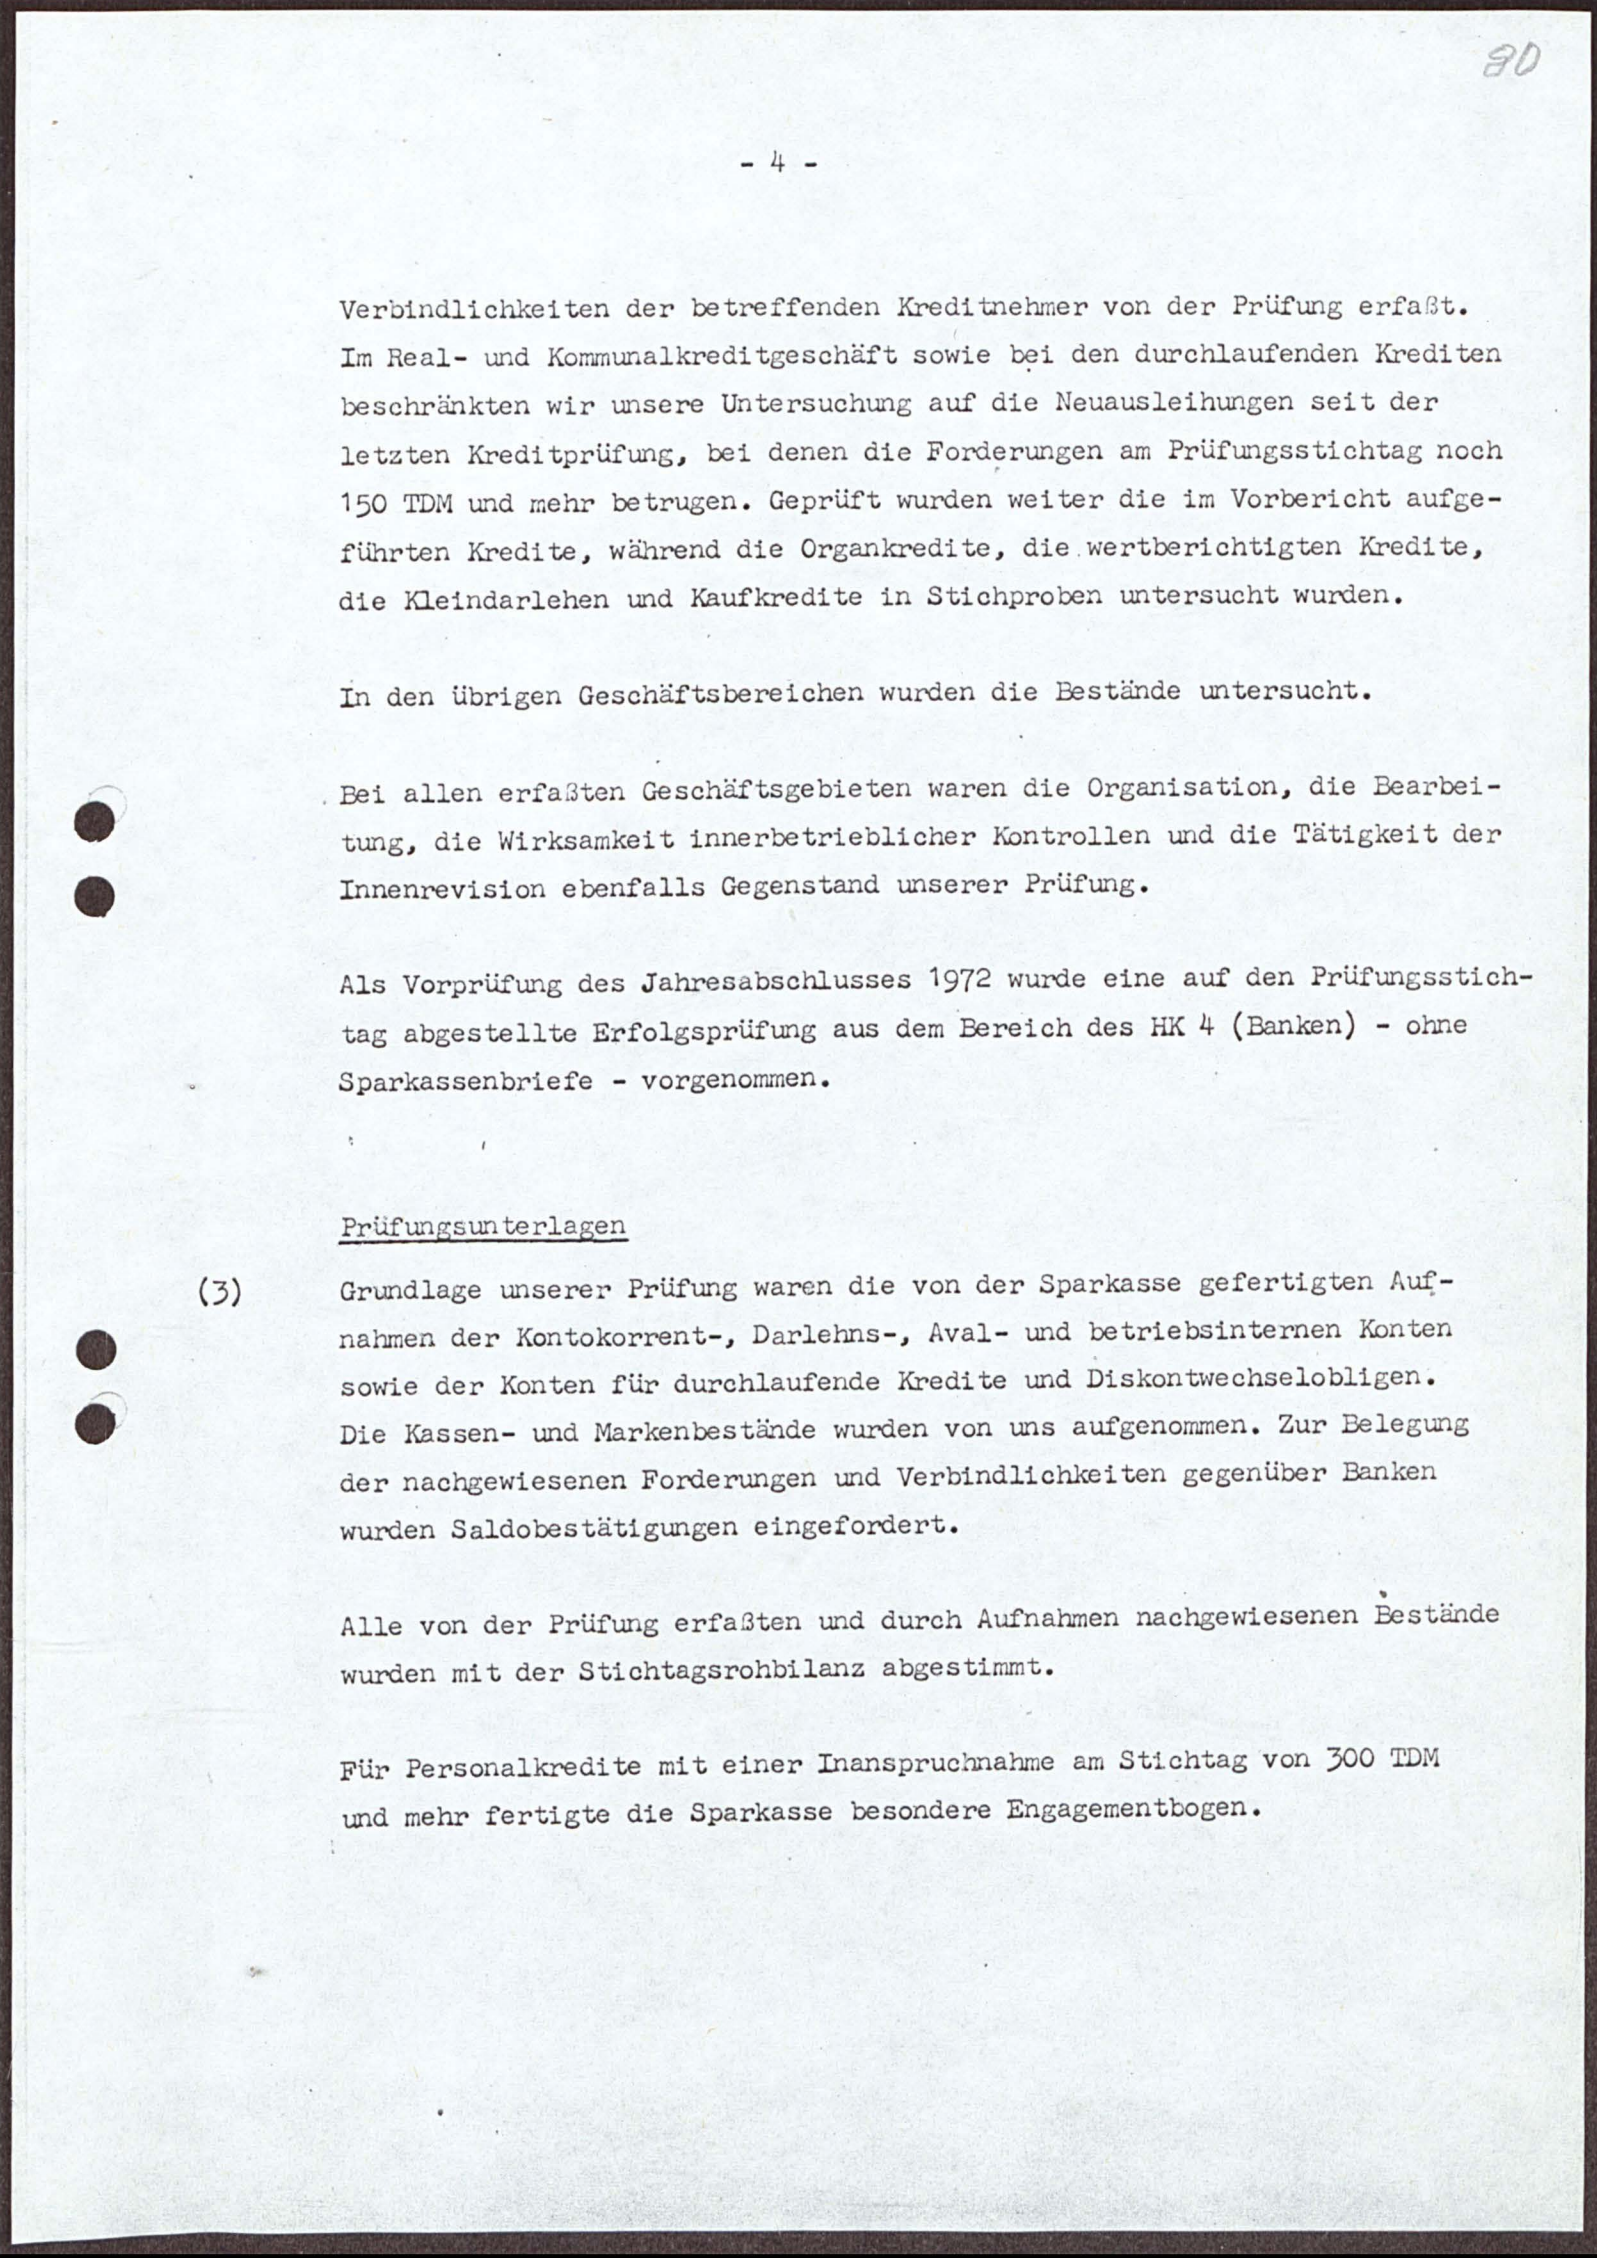 80
- 4 -
Verbindlichkeiten der betreffenden Kreditnehmer von der Prüfung erfaßt.
Im Real- und Kommunalkreditgeschäft sowie bei den durchlaufenden Krediten
beschränkten wir unsere Untersuchung auf die Neuausleihungen seit der
letzten Kreditprüfung, bei denen die Forderungen am Prüfungsstichtag noch
150 TDM und mehr betrugen. Geprüft wurden weiter die im Vorbericht aufge-
führten Kredite, während die Organkredite, die wertberichtigten Kredite,
die Kleindarlehen und Kaufkredite in Stichproben untersucht wurden.
In den übrigen Geschäftsbereichen wurden die Bestände untersucht.
Bei allen erfaßten Geschäftsgebieten waren die Organisation, die Bearbei-
tung, die Wirksamkeit innerbetrieblicher Kontrollen und die Tätigkeit der
Innenrevision ebenfalls Gegenstand unserer Prüfung.
Als Vorprüfung des Jahresabschlusses 1972 wurde eine auf den Prüfungsstich-
tag abgestellte Erfolgsprüfung aus dem Bereich des HK 4 (Banken) - ohne
Sparkassenbriefe - vorgenommen.
Prüfungsunterlagen
(3) Grundlage unserer Prüfung waren die von der Sparkasse gefertigten Auf-
nahmen der Kontokorrent-, Darlehns-, Aval- und betriebsinternen Konten
sowie der Konten für durchlaufende Kredite und Diskontwechselobligen.
Die Kassen- und Markenbestände wurden von uns aufgenommen. Zur Belegung
der nachgewiesenen Forderungen und Verbindlichkeiten gegenüber Banken
wurden Saldobestätigungen eingefordert.
Alle von der Prüfung erfaßten und durch Aufnahmen nachgewiesenen Bestände
wurden mit der Stichtagsrohbilanz abgestimmt.
Für Personalkredite mit einer Inanspruchnahme am Stichtag von 300 TDM
und mehr fertigte die Sparkasse besondere Engagementbogen.